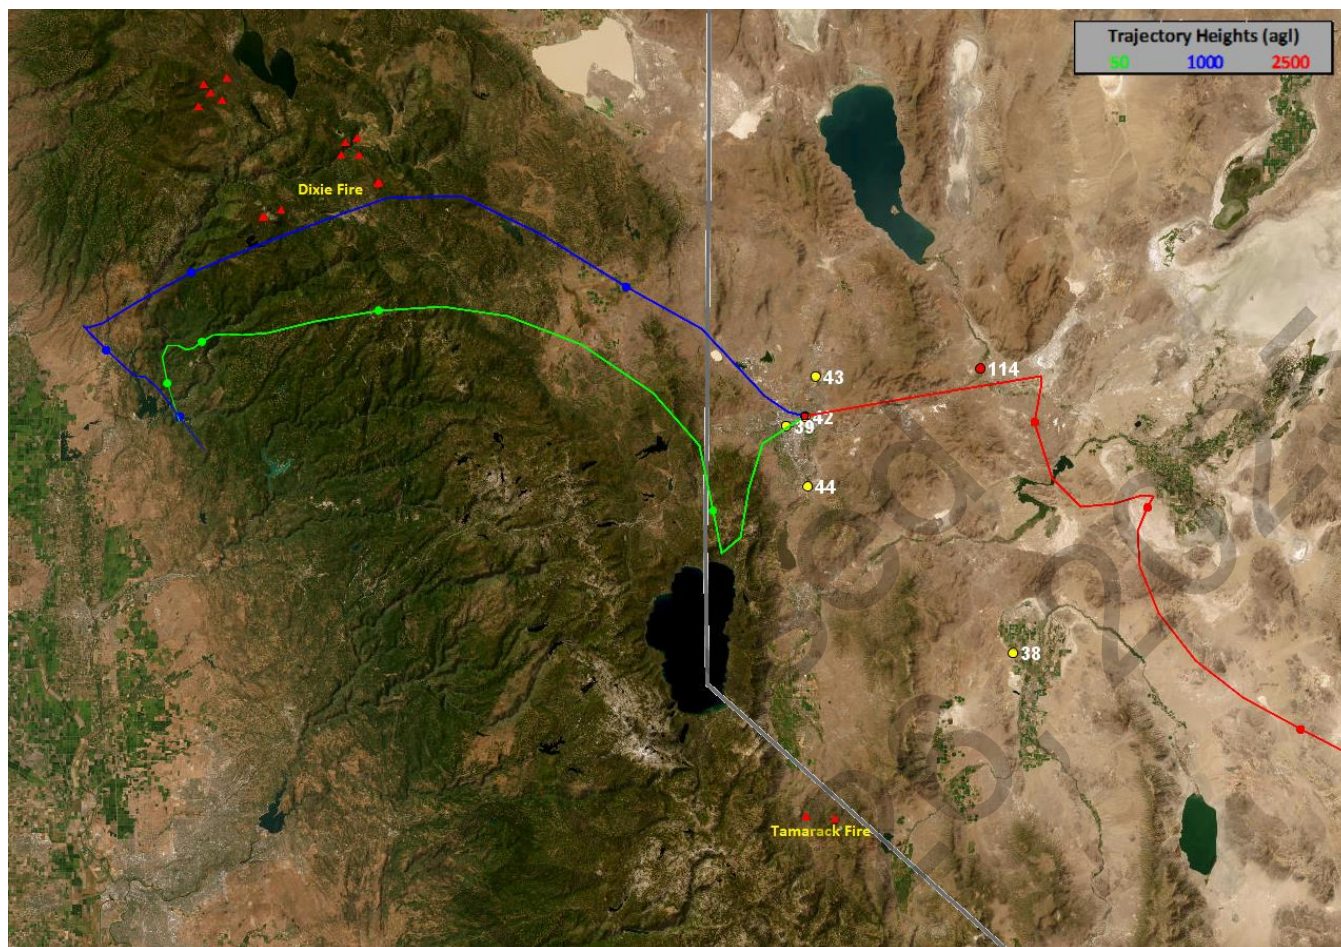 Trajectory Heights (agl)
50 1000 2500
Dixie Fire
43
114
42
39
44
38
Tamarack Fire